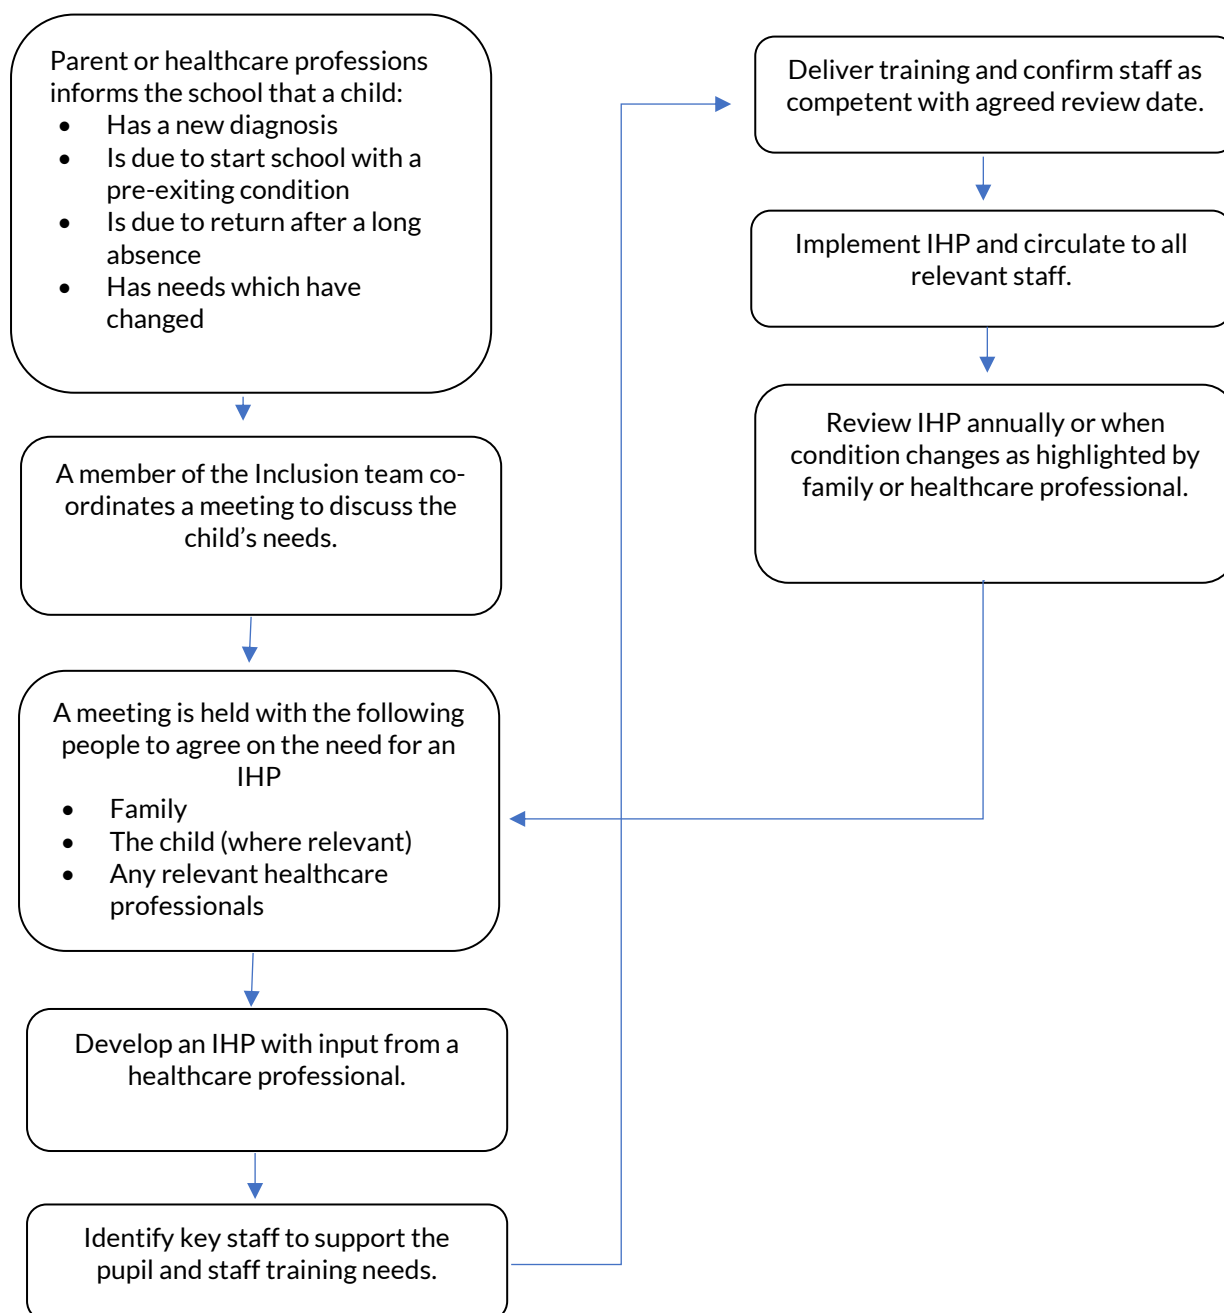 Parent or healthcare professions
informs the school that a child:
• Has a new diagnosis
• Is due to start school with a
pre-exiting condition
• Is due to return after a long
absence
• Has needs which have
changed
A member of the Inclusion team co-
ordinates a meeting to discuss the
child’s needs.
A meeting is held with the following
people to agree on the need for an
IHP
• Family
• The child (where relevant)
• Any relevant healthcare
professionals
Develop an IHP with input from a
healthcare professional.
Identify key staff to support the
pupil and staff training needs.
Deliver training and confirm staff as
competent with agreed review date.
Implement IHP and circulate to all
relevant staff.
Review IHP annually or when
condition changes as highlighted by
family or healthcare professional.